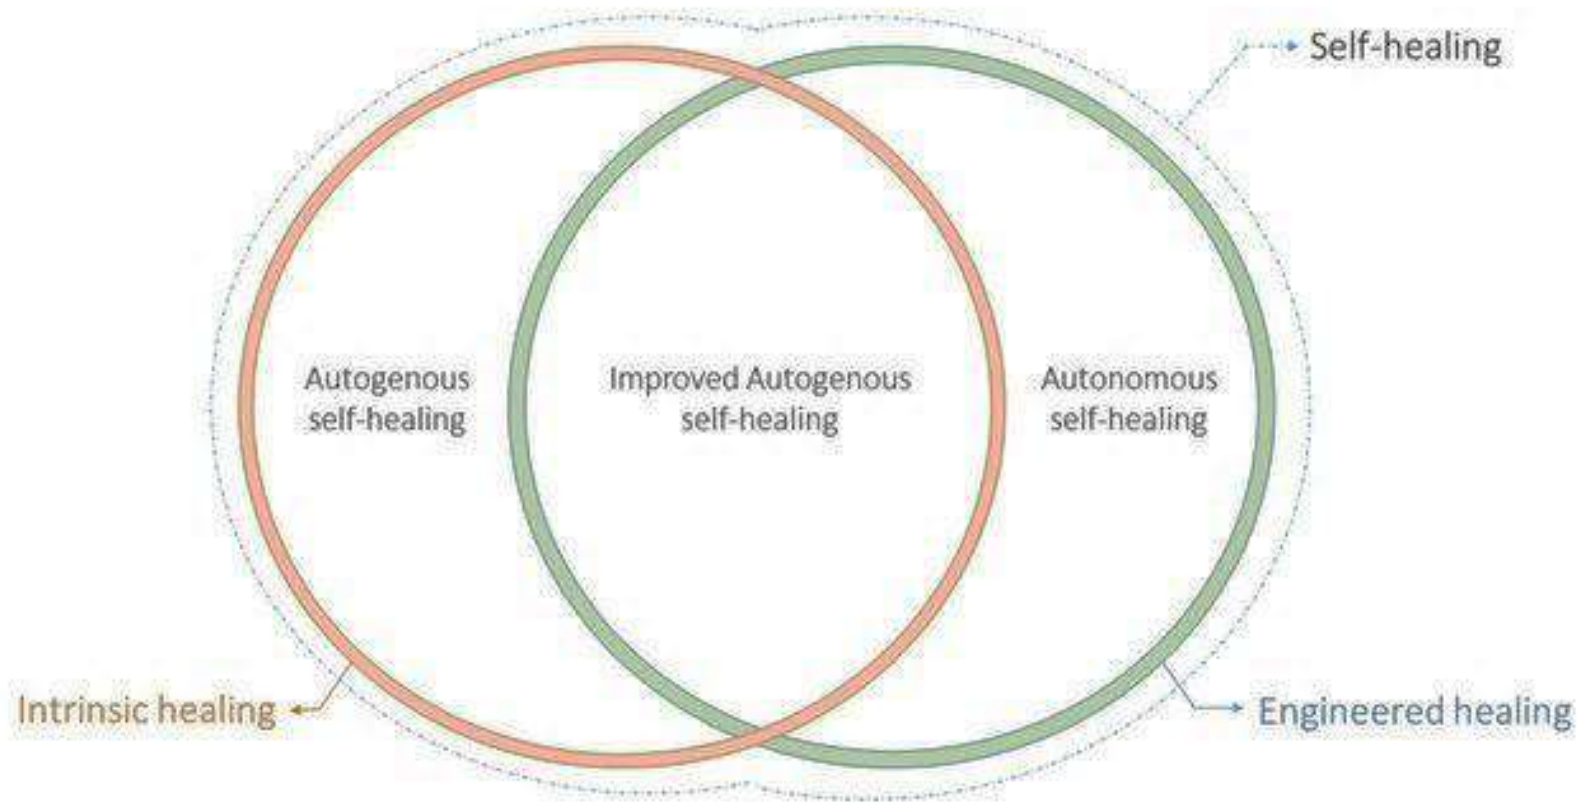 Self-healing
Autogenous
self-healing
Improved Autogenous
self-healing
Autonomous
self-healing
Intrinsic healing
Engineered healing